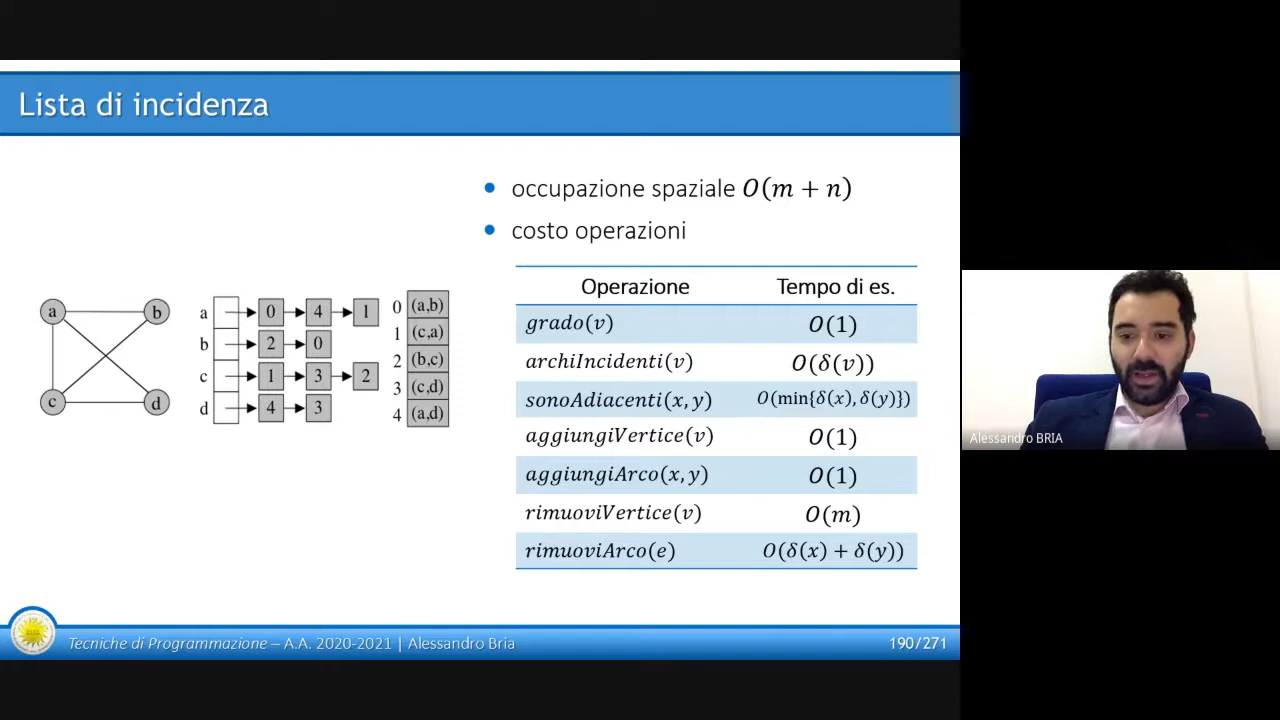 Lista di incidenza
• occupazione spaziale O(m + n)
• costo operazioni
a b
c d
a 0 4 1
b 2 0
c 1 3 2
d 4 3
0 (a,b)
1 (c,a)
2 (b,c)
3 (c,d)
4 (a,d)
Operazione Tempo di es.
grado(v) O(1)
archiIncidenti(v) O(δ(v))
sonoAdiacenti(x, y) O(min{δ(x), δ(y)})
aggiungiVertice(v) O(1)
aggiungiArco(x, y) O(1)
rimuoviVertice(v) O(m)
rimuoviArco(e) O(δ(x) + δ(y))
Alessandro BRIA
Tecniche di Programmazione – A.A. 2020-2021 | Alessandro Bria 190/271